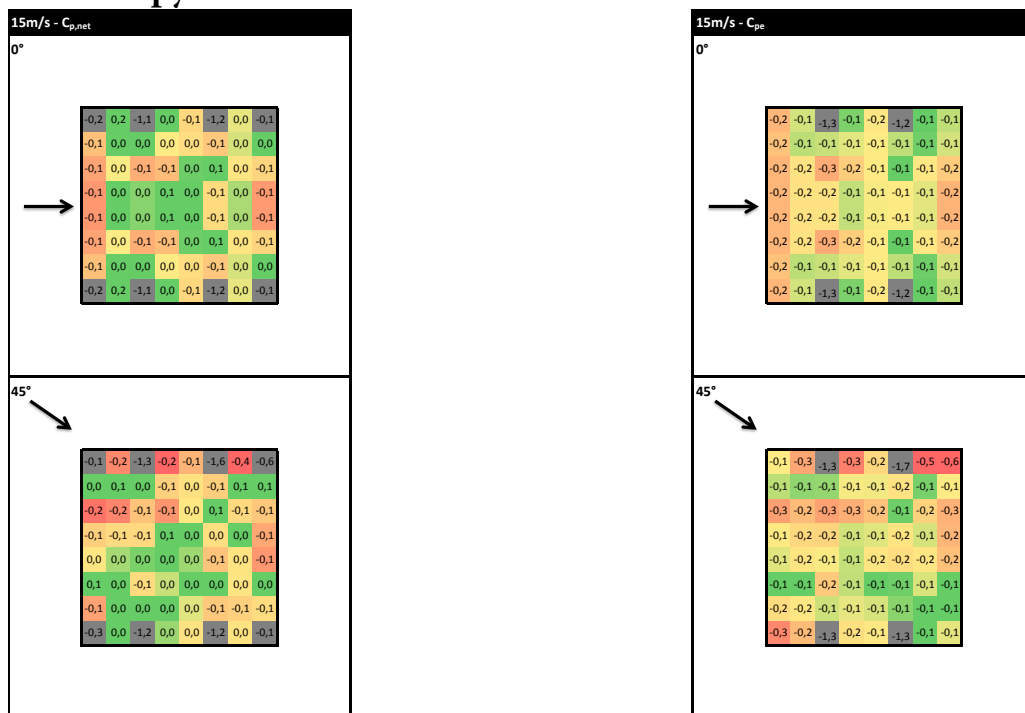 py
15m/s - Cp,net
0°
-0,2 0,2 -1,1 0,0 -0,1 -1,2 0,0 -0,1
-0,1 0,0 0,0 0,0 0,0 -0,1 0,0 0,0
-0,1 0,0 -0,1 -0,1 0,0 0,1 0,0 -0,1
-0,1 0,0 0,0 0,1 0,0 -0,1 0,0 -0,1
-0,1 0,0 0,0 0,1 0,0 -0,1 0,0 -0,1
-0,1 0,0 -0,1 -0,1 0,0 0,1 0,0 -0,1
-0,1 0,0 0,0 0,0 0,0 -0,1 0,0 0,0
-0,2 0,2 -1,1 0,0 -0,1 -1,2 0,0 -0,1
45°
-0,1 -0,2 -1,3 -0,2 -0,1 -1,6 -0,4 -0,6
0,0 0,1 0,0 -0,1 0,0 -0,1 0,1 0,1
-0,2 -0,2 -0,1 -0,1 0,0 0,1 -0,1 -0,1
-0,1 -0,1 -0,1 0,1 0,0 0,0 0,0 -0,1
0,0 0,0 0,0 0,0 0,0 -0,1 0,0 -0,1
0,1 0,0 -0,1 0,0 0,0 0,0 0,0 0,0
-0,1 0,0 0,0 0,0 0,0 -0,1 -0,1 -0,1
-0,3 0,0 -1,2 0,0 0,0 -1,2 0,0 -0,1
15m/s - Cpe
0°
-0,2 -0,1 -1,3 -0,1 -0,2 -1,2 -0,1 -0,1
-0,2 -0,1 -0,1 -0,1 -0,1 -0,1 -0,1 -0,1
-0,2 -0,2 -0,3 -0,2 -0,1 -0,1 -0,1 -0,2
-0,2 -0,2 -0,2 -0,1 -0,1 -0,1 -0,1 -0,2
-0,2 -0,2 -0,2 -0,1 -0,1 -0,1 -0,1 -0,2
-0,2 -0,2 -0,3 -0,2 -0,1 -0,1 -0,1 -0,2
-0,2 -0,1 -0,1 -0,1 -0,1 -0,1 -0,1 -0,1
-0,2 -0,1 -1,3 -0,1 -0,2 -1,2 -0,1 -0,1
45°
-0,1 -0,3 -1,3 -0,3 -0,2 -1,7 -0,5 -0,6
-0,1 -0,1 -0,1 -0,1 -0,1 -0,2 -0,1 -0,1
-0,3 -0,2 -0,3 -0,3 -0,2 -0,1 -0,2 -0,3
-0,1 -0,2 -0,2 -0,1 -0,1 -0,2 -0,1 -0,2
-0,1 -0,2 -0,1 -0,1 -0,2 -0,2 -0,2 -0,2
-0,1 -0,1 -0,2 -0,1 -0,1 -0,1 -0,1 -0,1
-0,2 -0,2 -0,1 -0,1 -0,1 -0,1 -0,1 -0,1
-0,3 -0,2 -1,3 -0,2 -0,1 -1,3 -0,1 -0,1